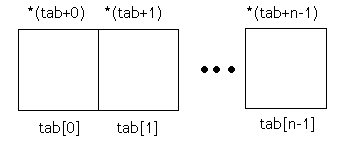 *(tab+0) *(tab+1) *(tab+n-1)
tab[0] tab[1] tab[n-1]